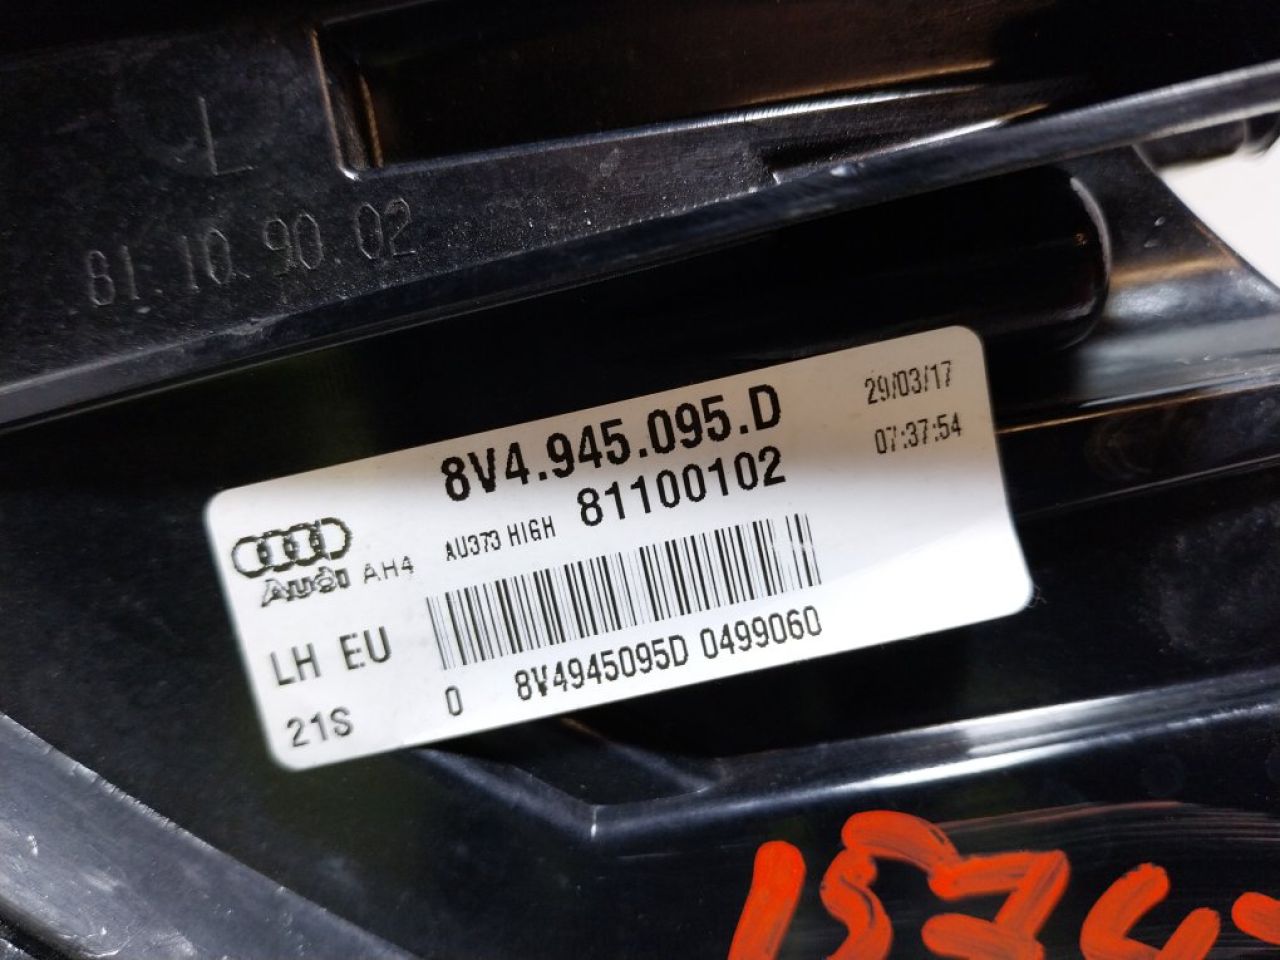 L
81.10.90.02
8V4.945.095.D
29/03/17
AU373 HIGH 81100102
07:37:54
Audi AH4
LH EU
0 8V4945095D 0499060
21S